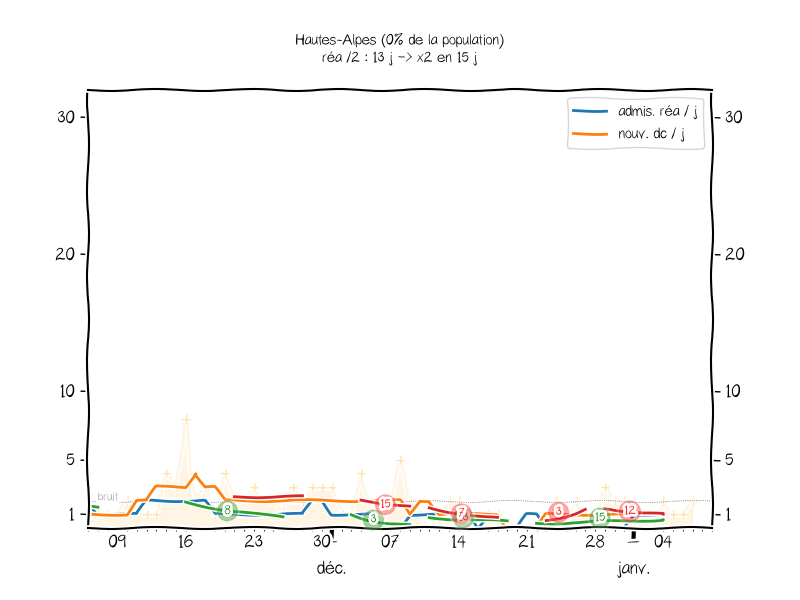 Hautes-Alpes (0% de la population)
réa /2 : 13 j -> x2 en 15 j
admis. réa / j
nouv. dc / j
30 30
20 20
10 10
5 5
1 1
bruit
8 3 15 7 3 15 12
09 16 23 30 07 14 21 28 04
déc. janv.